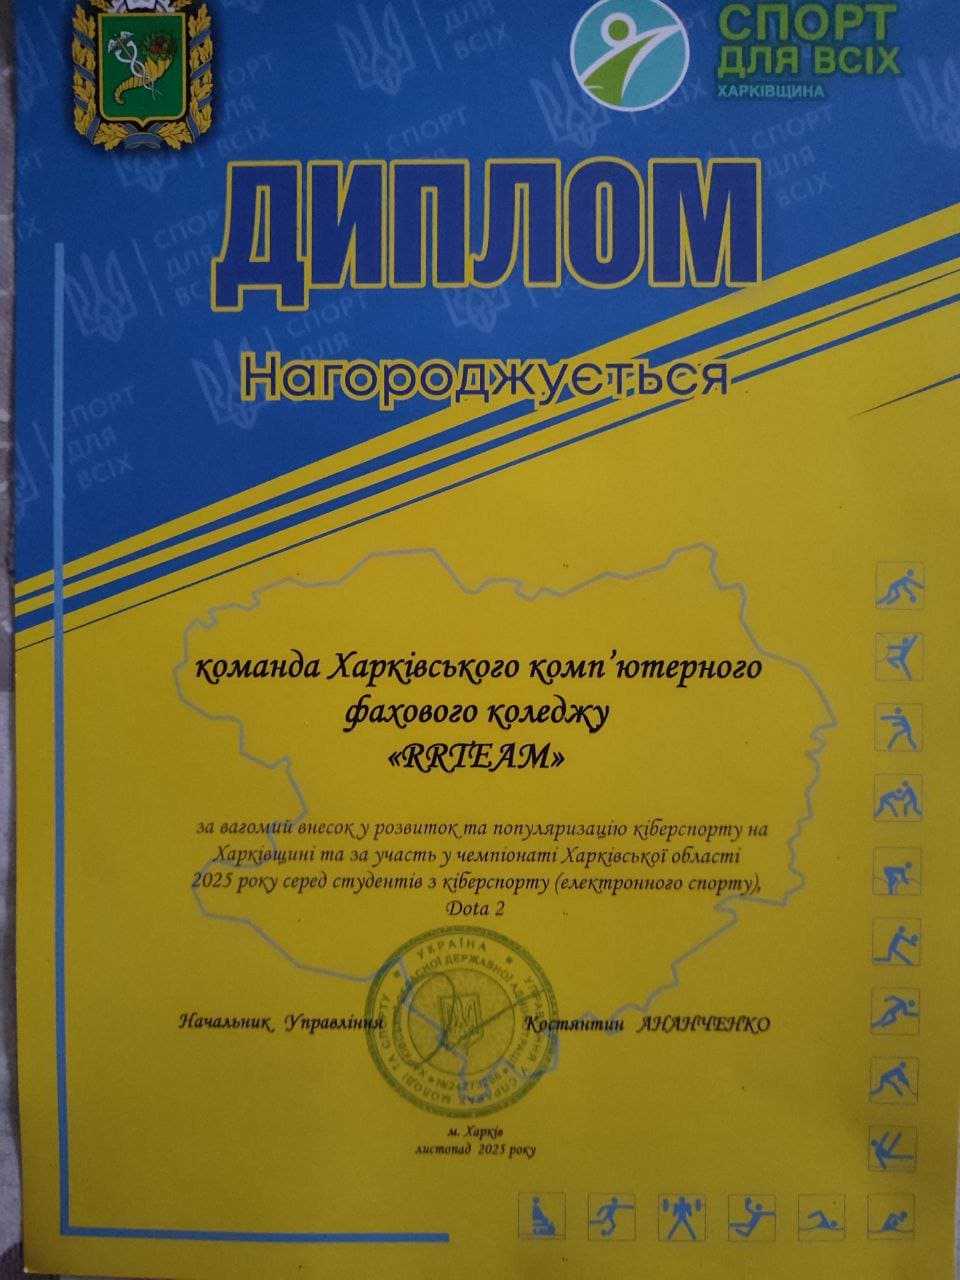 СПОРТ
ДЛЯ ВСІХ
ХАРКІВЩИНА
ДИПЛОМ
Нагороджується
команда Харківського комп’ютерного
фахового коледжу
«RRTEAM»
за вагомий внесок у розвиток та популяризацію кіберспорту на
Харківщині та за участь у чемпіонаті Харківської області
2025 року серед студентів з кіберспорту (електронного спорту),
Dota 2
Начальник Управління Костянтин АНАНЧЕНКО
УКРАЇНА
м. Харків
листопад 2025 року